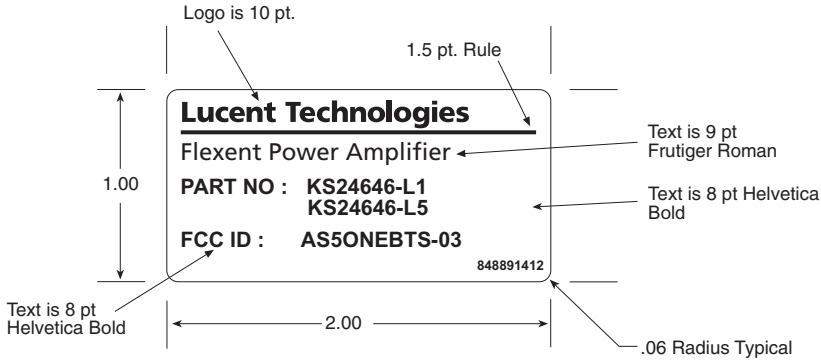 Logo is 10 pt.
1.5 pt. Rule
Lucent Technologies
Flexent Power Amplifier
Text is 9 pt
Frutiger Roman
1.00
PART NO : KS24646-L1
KS24646-L5
Text is 8 pt Helvetica
Bold
FCC ID : AS5ONEBTS-03
848891412
Text is 8 pt
Helvetica Bold
2.00
.06 Radius Typical